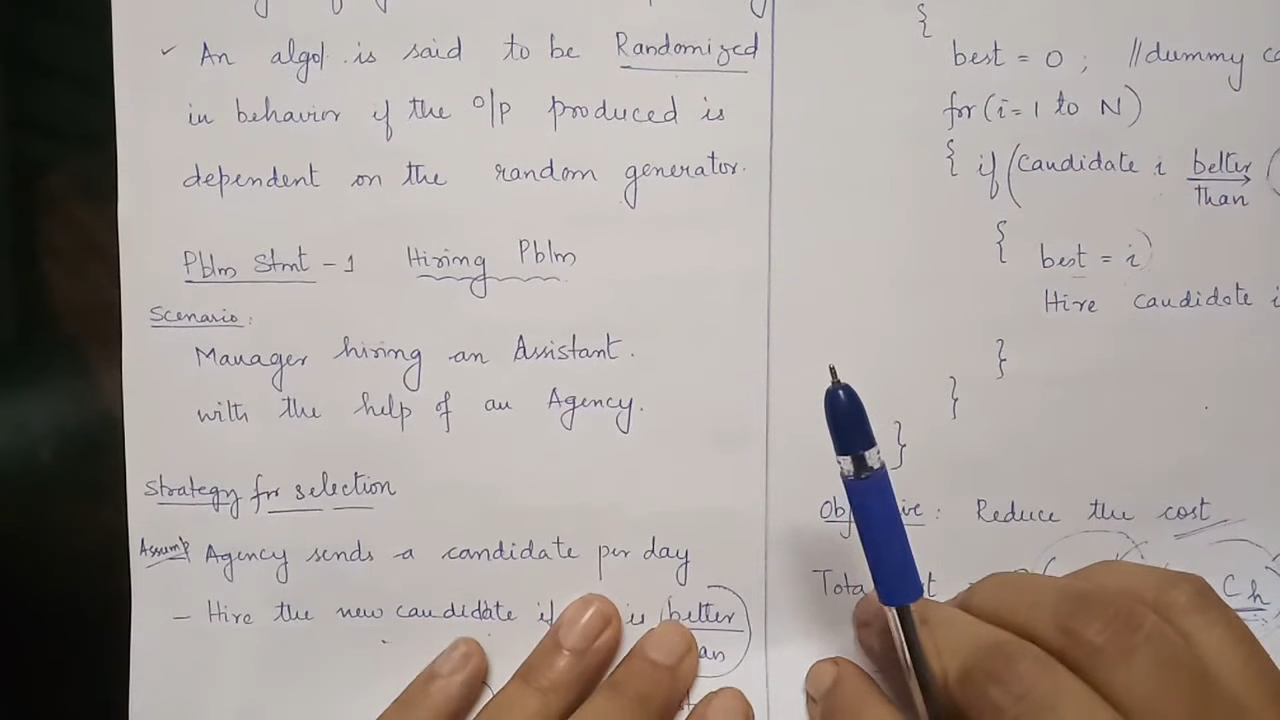 ✓ An algo. is said to be Randomized
in behavior if the o/p produced is
dependent on the random generator.
Pblm Stmt - 1 Hiring Pblm
Scenario:
Manager hiring an Assistant.
with the help of an Agency.
Strategy for selection
Agency sends a candidate per day
- Hire the new candidate is better
{
best = 0 ; //dummy
for (i = 1 to N)
{ if (candidate i better
than
{
best = i
Hire candidate
}
}
}
Reduce the cost
Ch